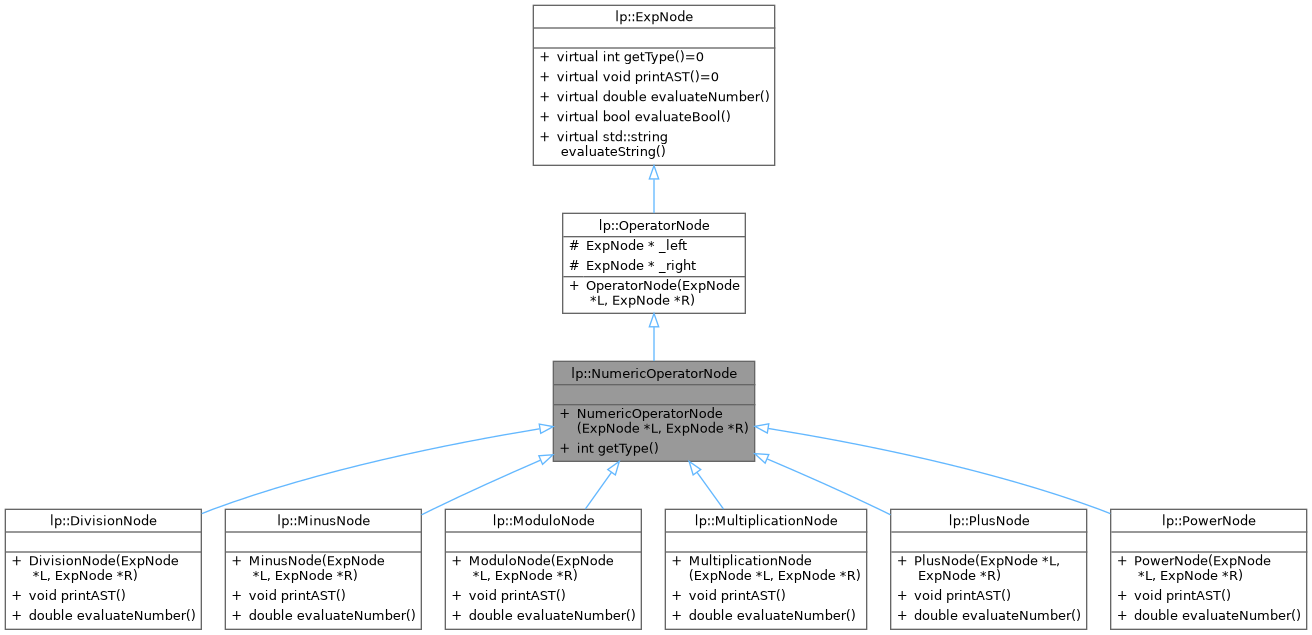 lp::ExpNode
+ virtual int getType()=0
+ virtual void printAST()=0
+ virtual double evaluateNumber()
+ virtual bool evaluateBool()
+ virtual std::string
evaluateString()
lp::OperatorNode
# ExpNode * _left
# ExpNode * _right
+ OperatorNode(ExpNode
*L, ExpNode *R)
lp::NumericOperatorNode
+ NumericOperatorNode
(ExpNode *L, ExpNode *R)
+ int getType()
lp::DivisionNode
+ DivisionNode(ExpNode
*L, ExpNode *R)
+ void printAST()
+ double evaluateNumber()
lp::MinusNode
+ MinusNode(ExpNode
*L, ExpNode *R)
+ void printAST()
+ double evaluateNumber()
lp::ModuloNode
+ ModuloNode(ExpNode
*L, ExpNode *R)
+ void printAST()
+ double evaluateNumber()
lp::MultiplicationNode
+ MultiplicationNode
(ExpNode *L, ExpNode *R)
+ void printAST()
+ double evaluateNumber()
lp::PlusNode
+ PlusNode(ExpNode *L,
ExpNode *R)
+ void printAST()
+ double evaluateNumber()
lp::PowerNode
+ PowerNode(ExpNode
*L, ExpNode *R)
+ void printAST()
+ double evaluateNumber()